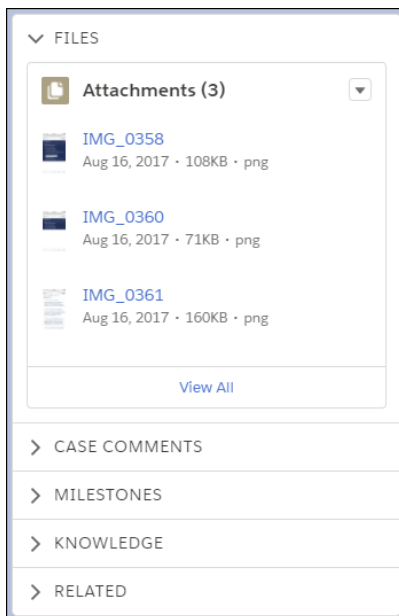 FILES
Attachments (3)
IMG_0358
Aug 16, 2017 • 108KB • png
IMG_0360
Aug 16, 2017 • 71KB • png
IMG_0361
Aug 16, 2017 • 160KB • png
View All
CASE COMMENTS
MILESTONES
KNOWLEDGE
RELATED